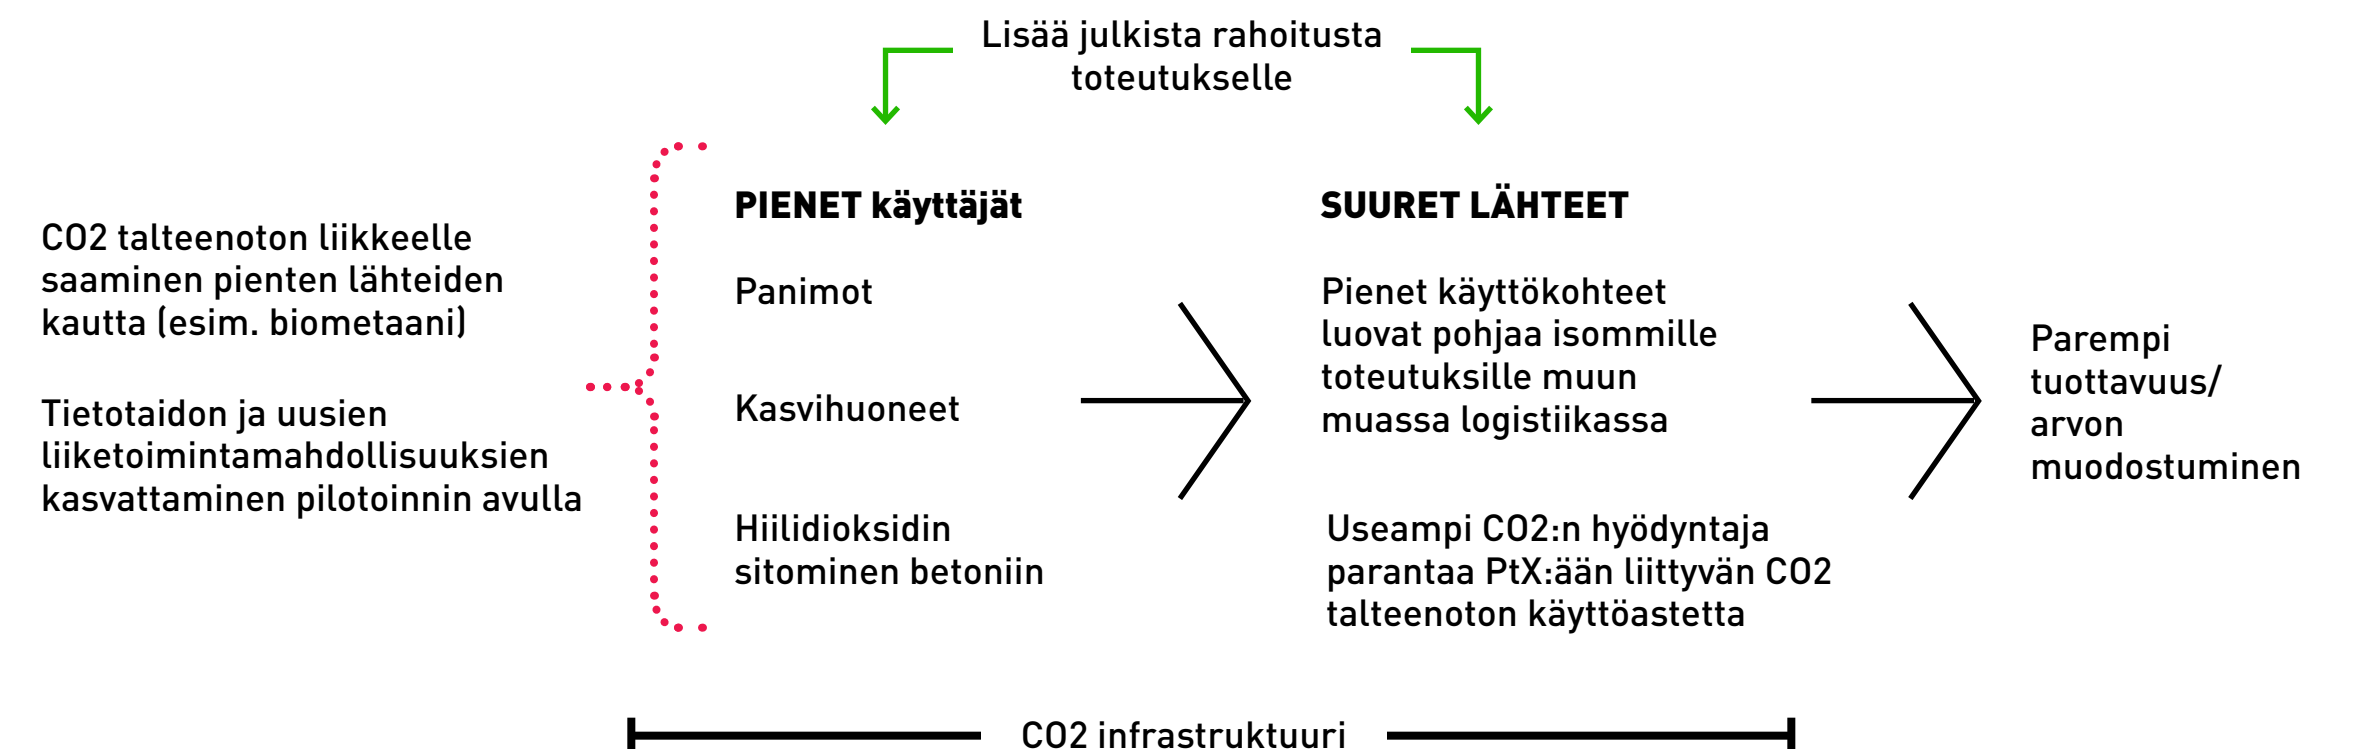 Lisää julkista rahoitusta
toteutukselle
CO2 talteenoton liikkeelle
saaminen pienten lähteiden
kautta (esim. biometaani)
Tietotaidon ja uusien
liiketoimintamahdollisuuksien
kasvattaminen pilotoinnin avulla
PIENET käyttäjät
Panimot
Kasvihuoneet
Hiilidioksidin
sitominen betoniin
SUURET LÄHTEET
Pienet käyttökohteet
luovat pohjaa isommille
toteutuksille muun
muassa logistiikassa
Useampi CO2:n hyödyntaja
parantaa PtX:ään liittyvän CO2
talteenoton käyttöastetta
Parempi
tuottavuus/
arvon
muodostuminen
CO2 infrastruktuuri